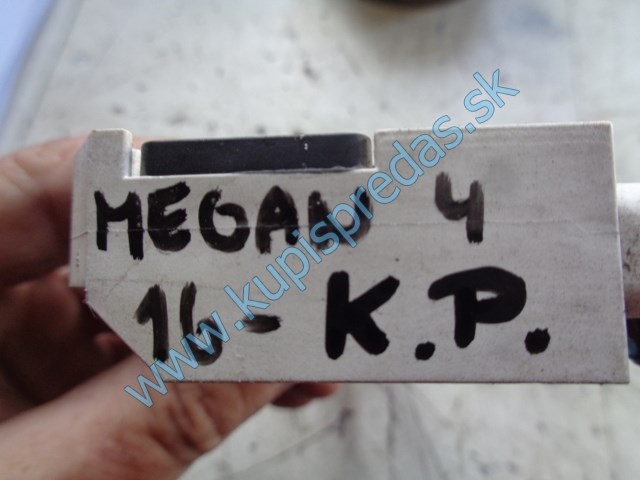 MEGAN 4
16- K.P.
www.kupispredas.sk